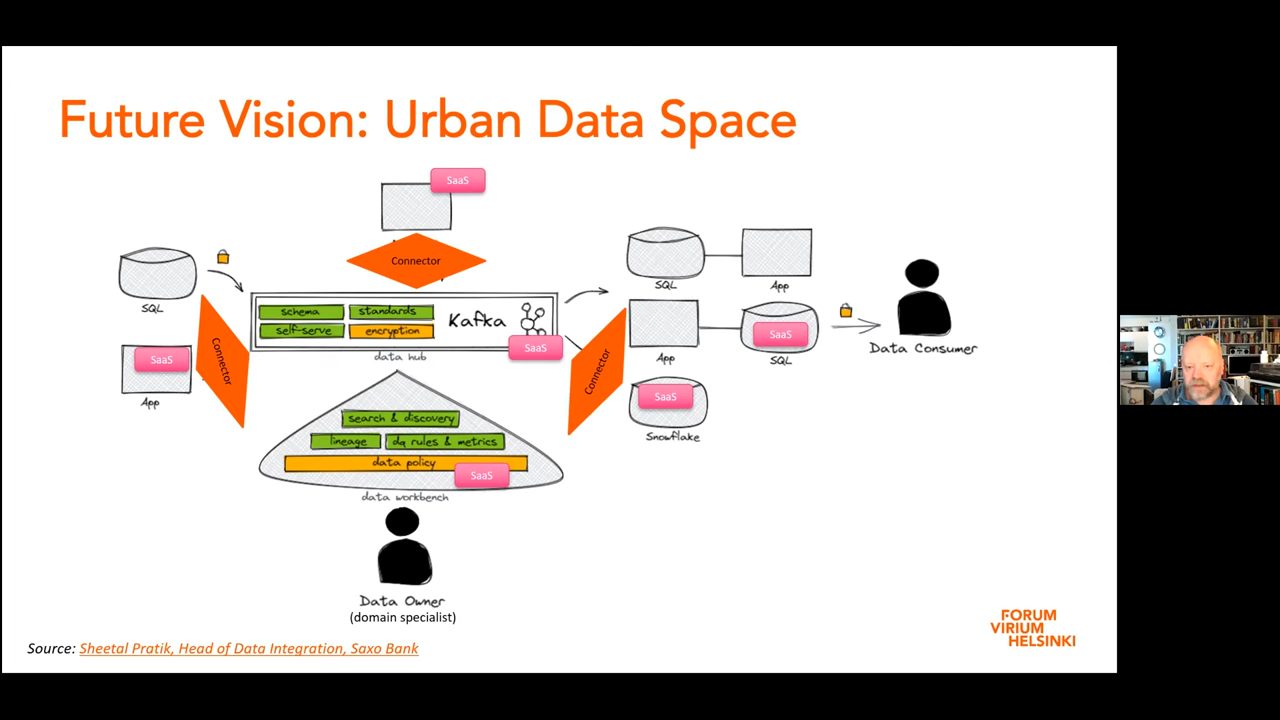 Future Vision: Urban Data Space
SaaS
Connector
SQL
schema
standards
self-serve
encryption
Kafka
SaaS
data hub
SaaS
App
Connector
Connector
SQL
App
App
SaaS
SQL
SaaS
Snowflake
Data Consumer
search & discovery
lineage
dq rules & metrics
data policy
SaaS
data workbench
Data Owner
(domain specialist)
Source: Sheetal Pratik, Head of Data Integration, Saxo Bank
FORUM
VIRIUM
HELSINKI